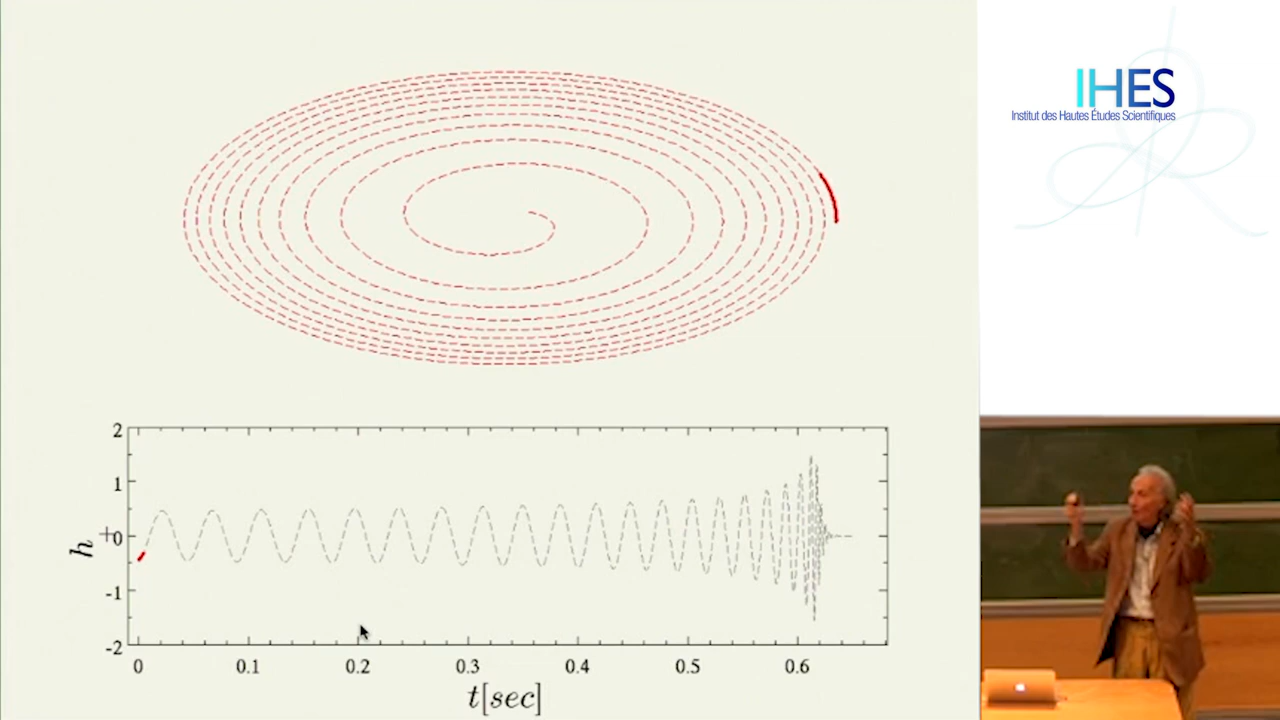 IHES
Institut des Hautes Études Scientifiques
2
1
0
-1
-2
h +
0 0.1 0.2 0.3 0.4 0.5 0.6
t[sec]